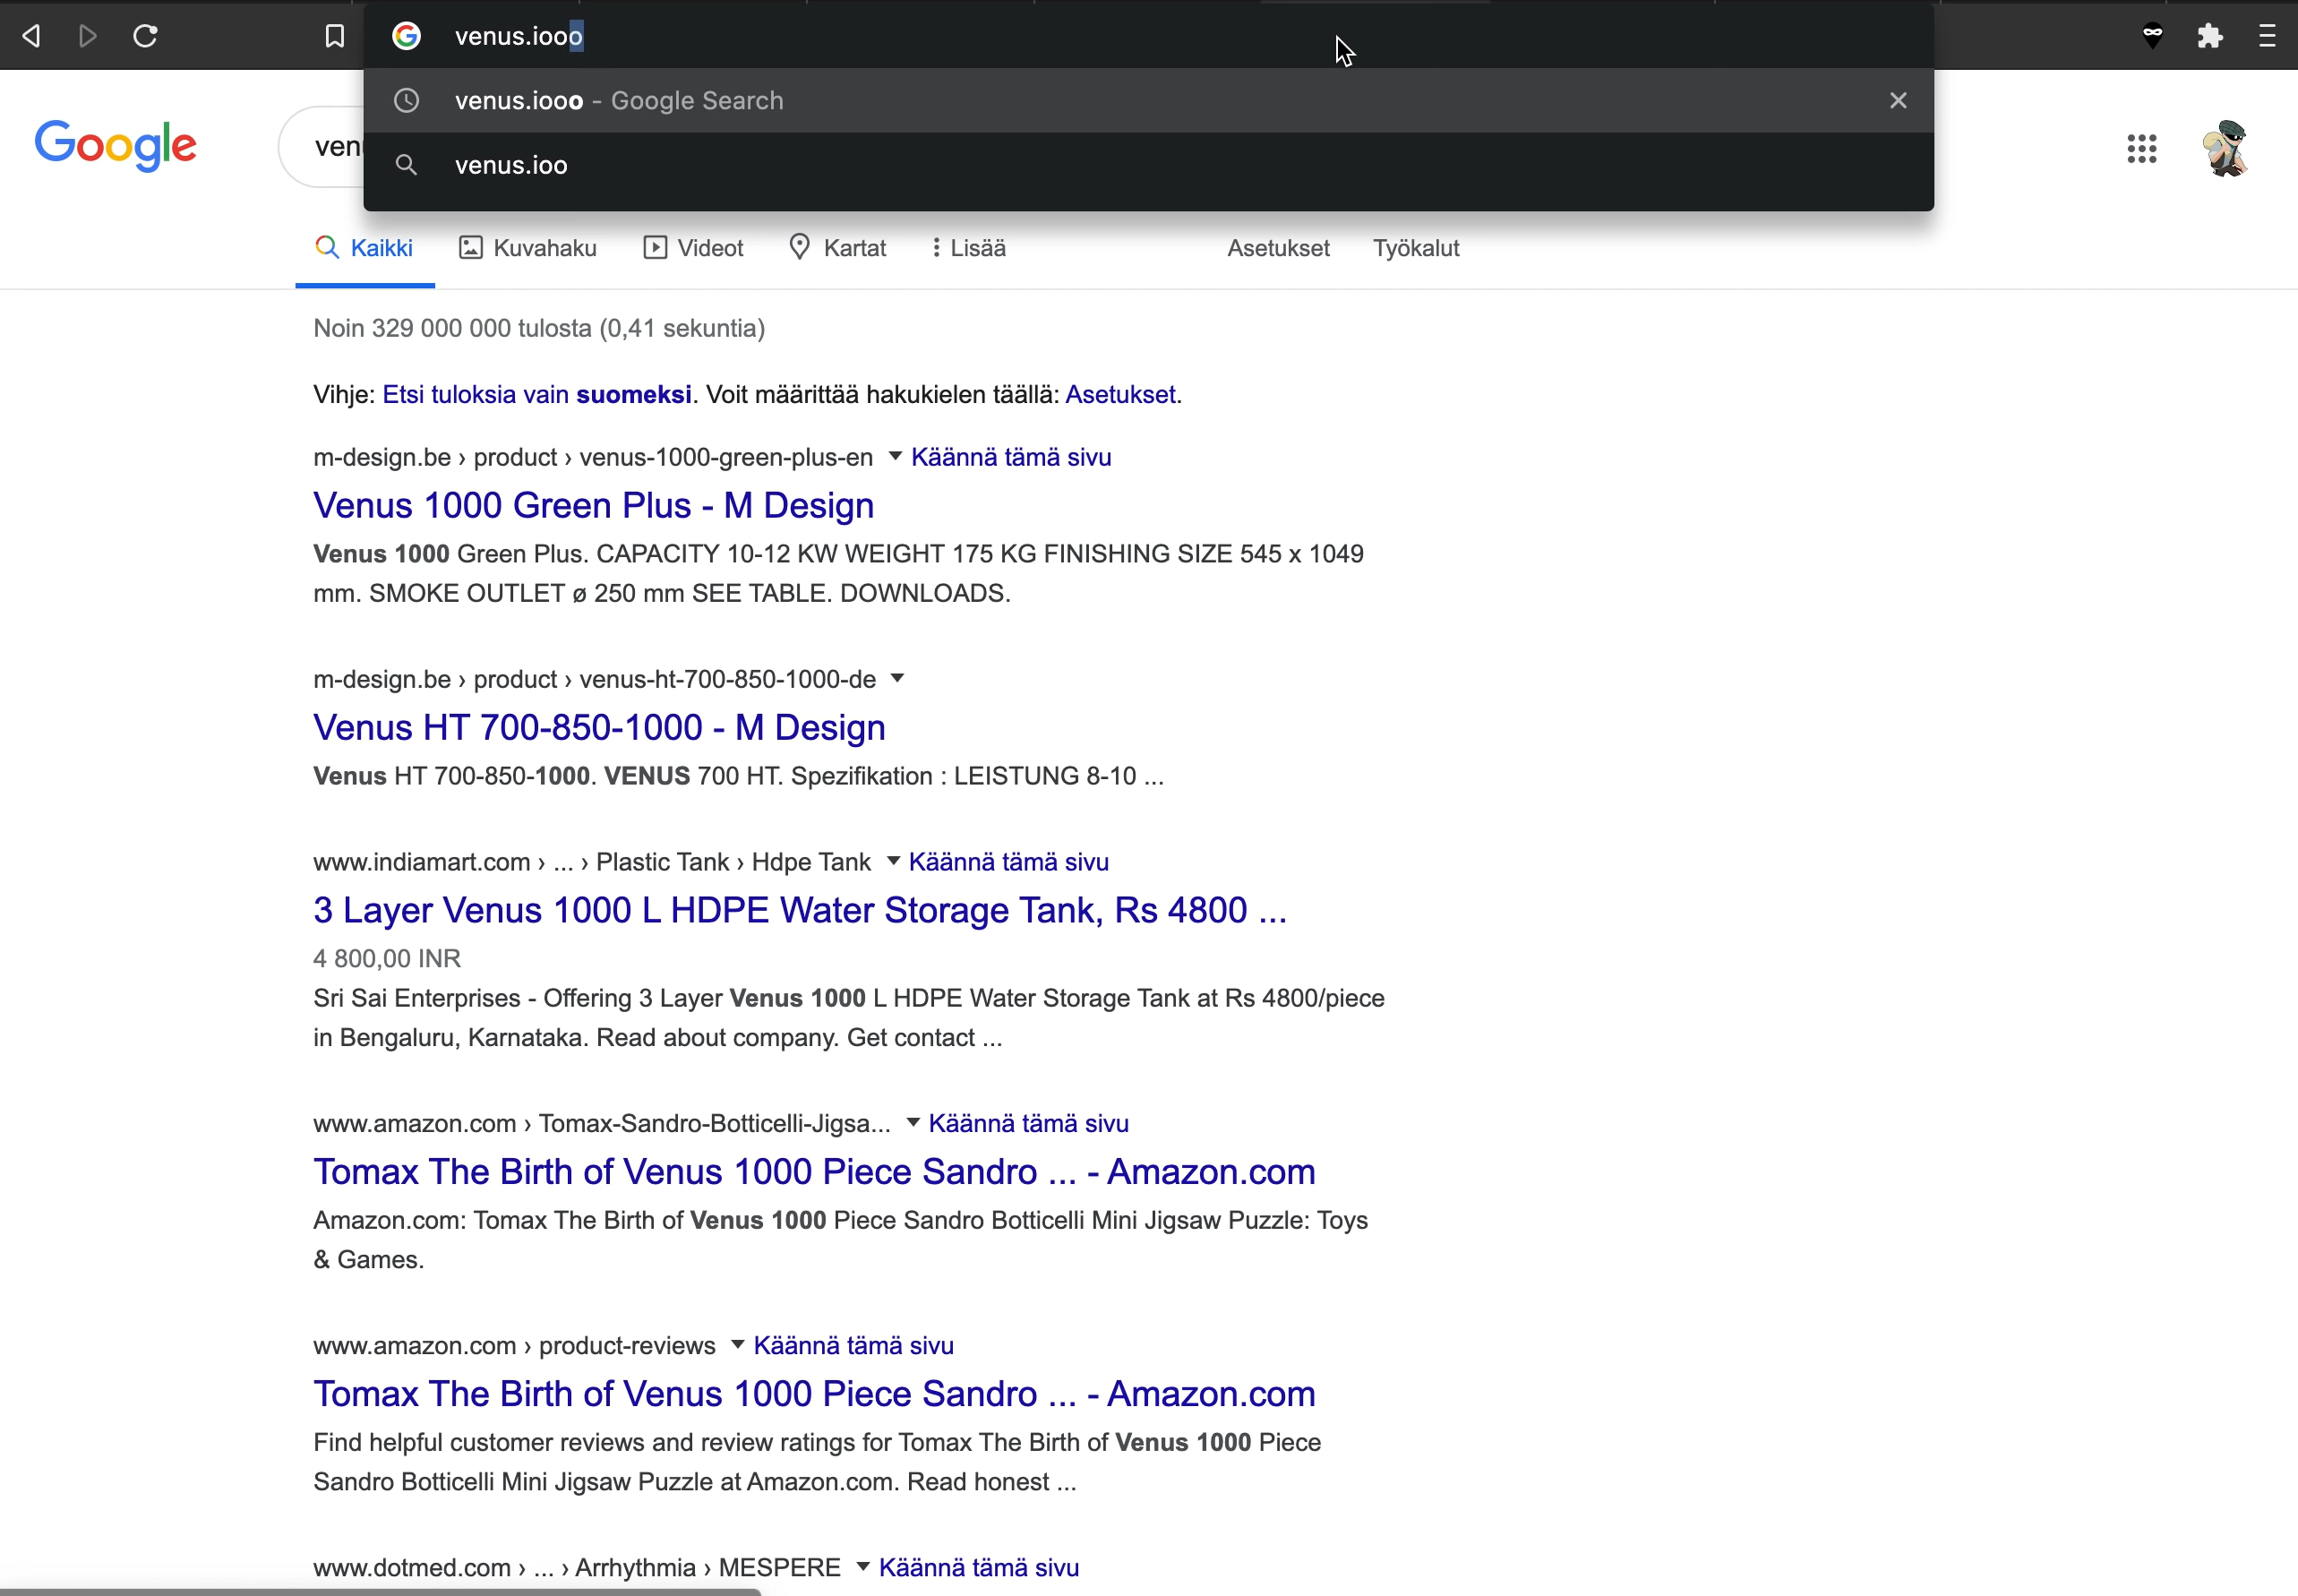 venus.iooo
venus.iooo - Google Search
venus.ioo
Google
ven
Kaikki
Kuvahaku
Videot
Kartat
Lisää
Asetukset
Työkalut
Noin 329 000 000 tulosta (0,41 sekuntia)
Vihje: Etsi tuloksia vain suomeksi. Voit määrittää hakukielen täällä: Asetukset.
m-design.be › product › venus-1000-green-plus-en ▼ Käännä tämä sivu
Venus 1000 Green Plus - M Design
Venus 1000 Green Plus. CAPACITY 10-12 KW WEIGHT 175 KG FINISHING SIZE 545 x 1049
mm. SMOKE OUTLET ø 250 mm SEE TABLE. DOWNLOADS.
m-design.be › product › venus-ht-700-850-1000-de ▼
Venus HT 700-850-1000 - M Design
Venus HT 700-850-1000. VENUS 700 HT. Spezifikation : LEISTUNG 8-10 ...
www.indiamart.com › ... › Plastic Tank › Hdpe Tank ▼ Käännä tämä sivu
3 Layer Venus 1000 L HDPE Water Storage Tank, Rs 4800 ...
4 800,00 INR
Sri Sai Enterprises - Offering 3 Layer Venus 1000 L HDPE Water Storage Tank at Rs 4800/piece
in Bengaluru, Karnataka. Read about company. Get contact ...
www.amazon.com › Tomax-Sandro-Botticelli-Jigsa... ▼ Käännä tämä sivu
Tomax The Birth of Venus 1000 Piece Sandro ... - Amazon.com
Amazon.com: Tomax The Birth of Venus 1000 Piece Sandro Botticelli Mini Jigsaw Puzzle: Toys
& Games.
www.amazon.com › product-reviews ▼ Käännä tämä sivu
Tomax The Birth of Venus 1000 Piece Sandro ... - Amazon.com
Find helpful customer reviews and review ratings for Tomax The Birth of Venus 1000 Piece
Sandro Botticelli Mini Jigsaw Puzzle at Amazon.com. Read honest ...
www.dotmed.com › ... › Arrhythmia › MESPERE ▼ Käännä tämä sivu